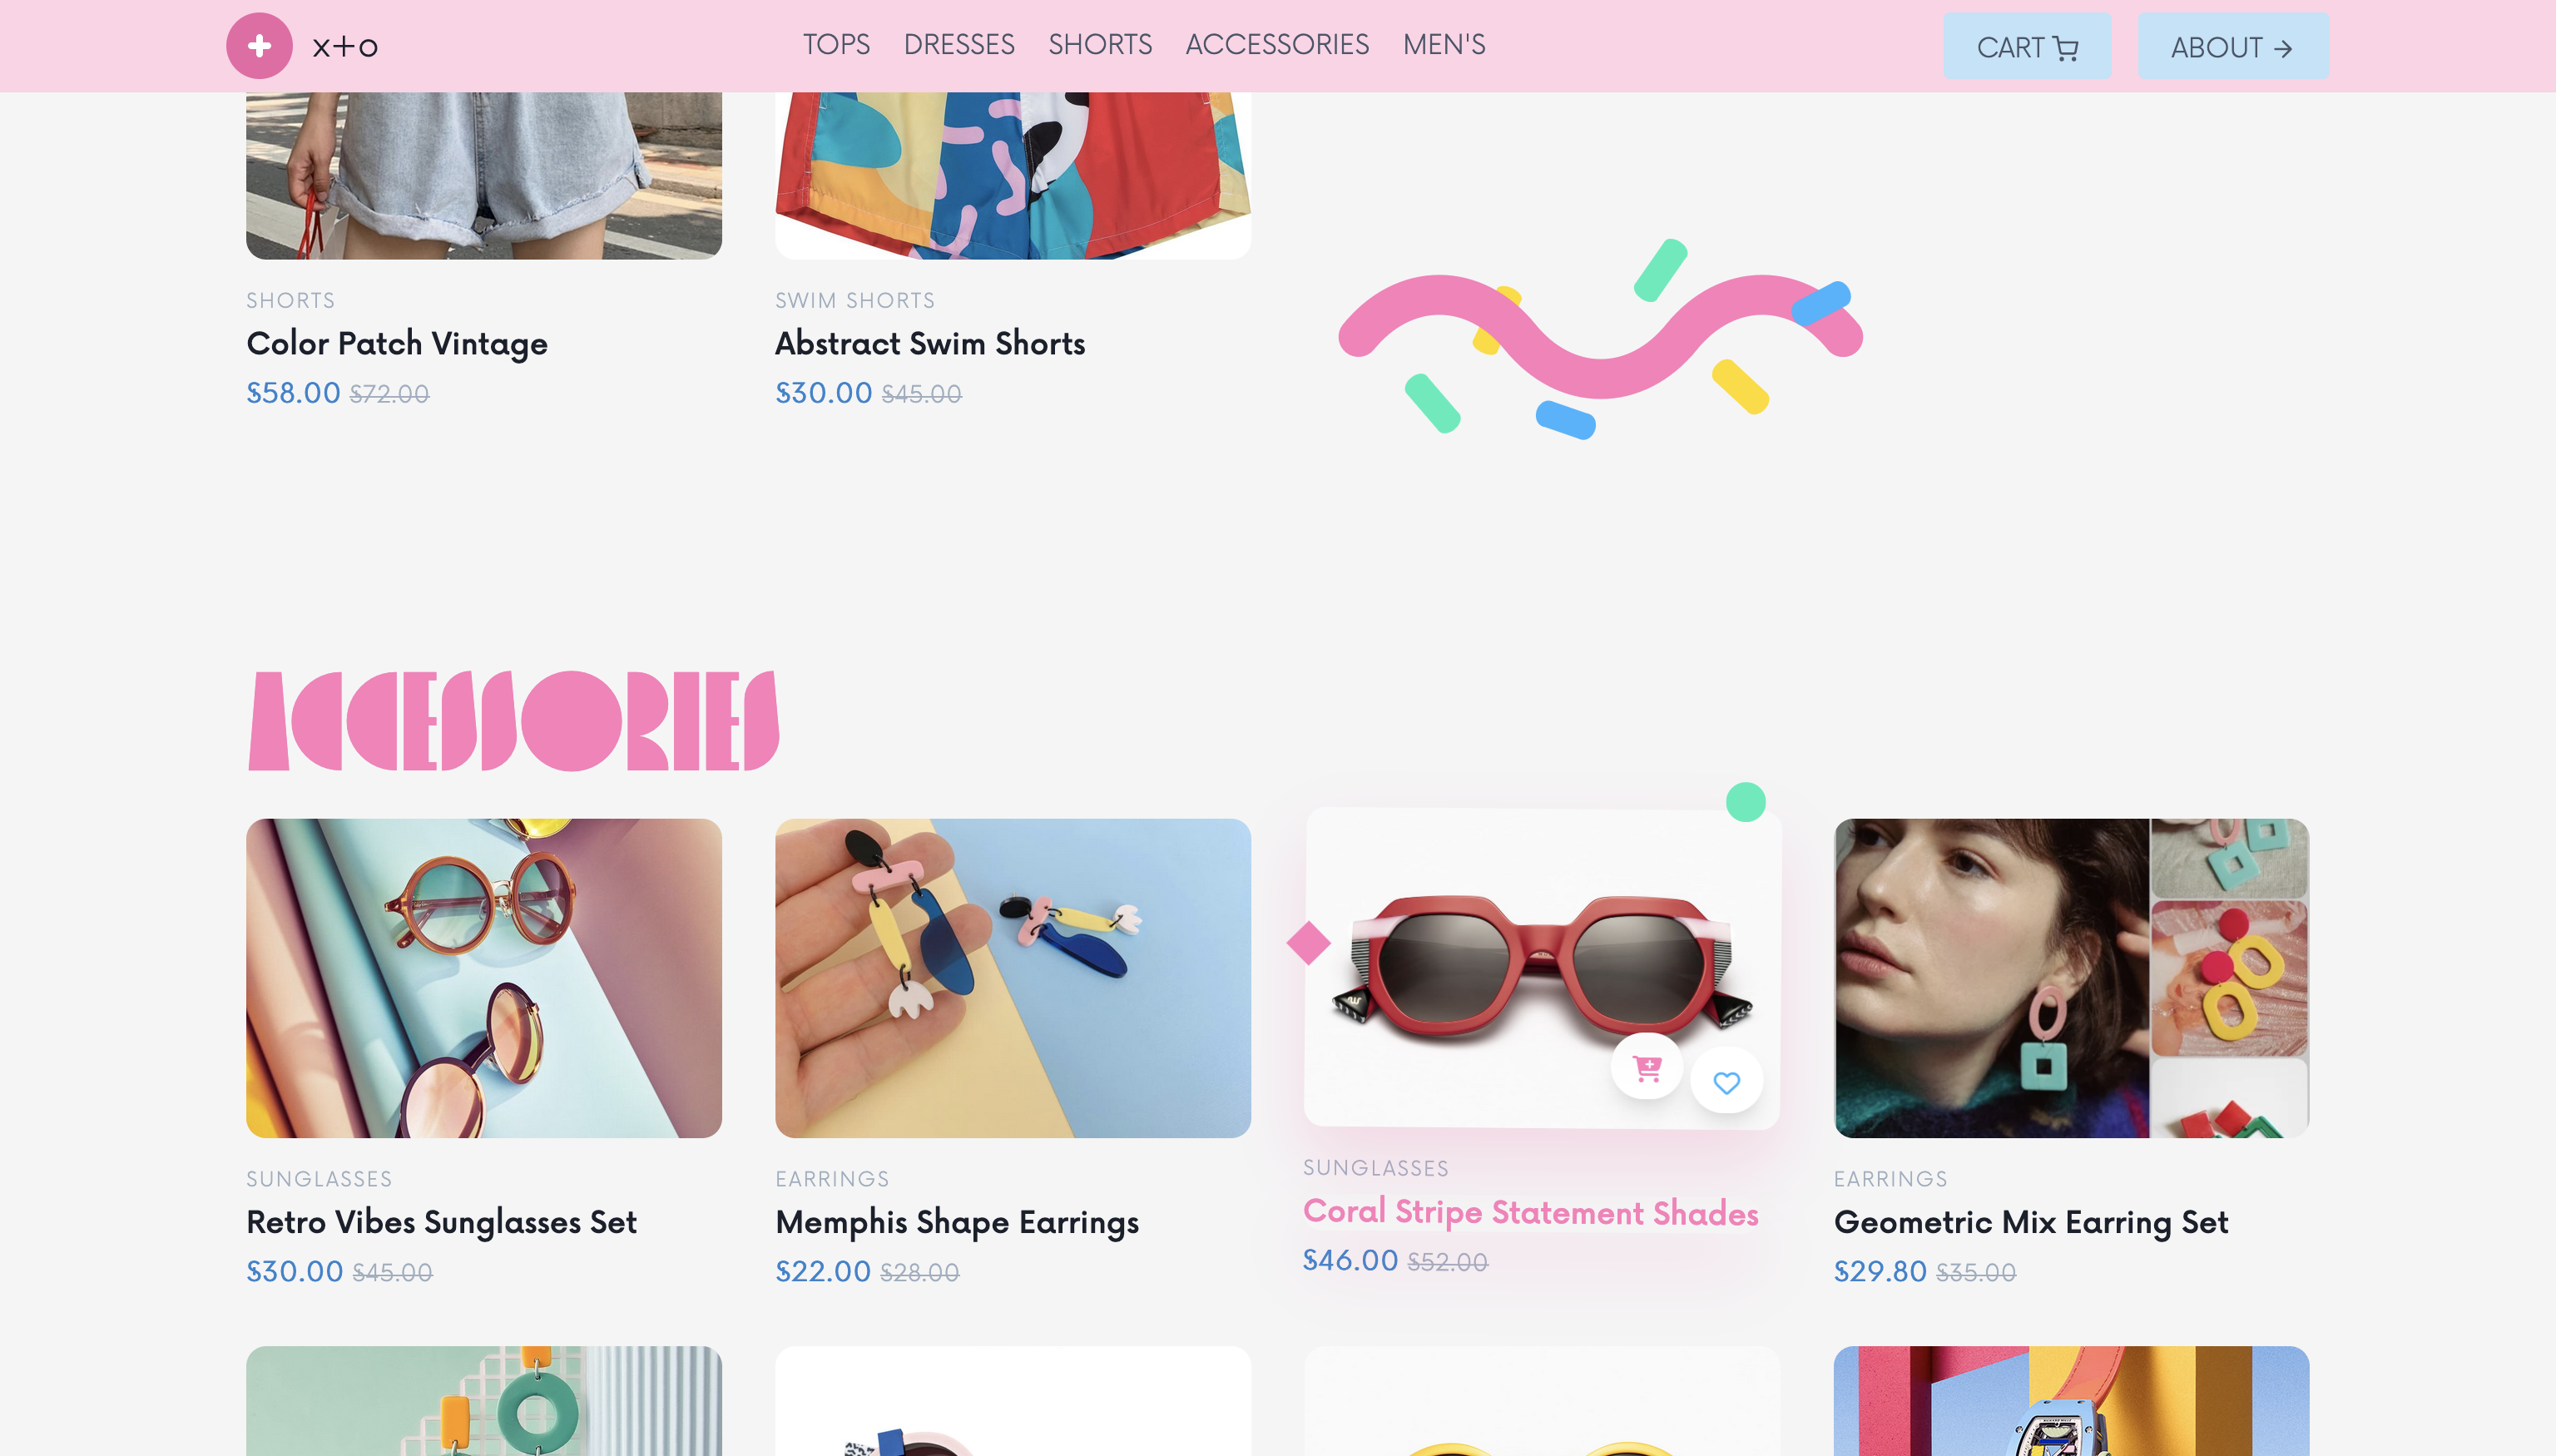 x+o
TOPS DRESSES SHORTS ACCESSORIES MEN'S
CART
ABOUT →
SHORTS
Color Patch Vintage
$58.00 $72.00
SWIM SHORTS
Abstract Swim Shorts
$30.00 $45.00
ACCESSORIES
SUNGLASSES
Retro Vibes Sunglasses Set
$30.00 $45.00
EARRINGS
Memphis Shape Earrings
$22.00 $28.00
SUNGLASSES
Coral Stripe Statement Shades
$46.00 $52.00
EARRINGS
Geometric Mix Earring Set
$29.80 $35.00